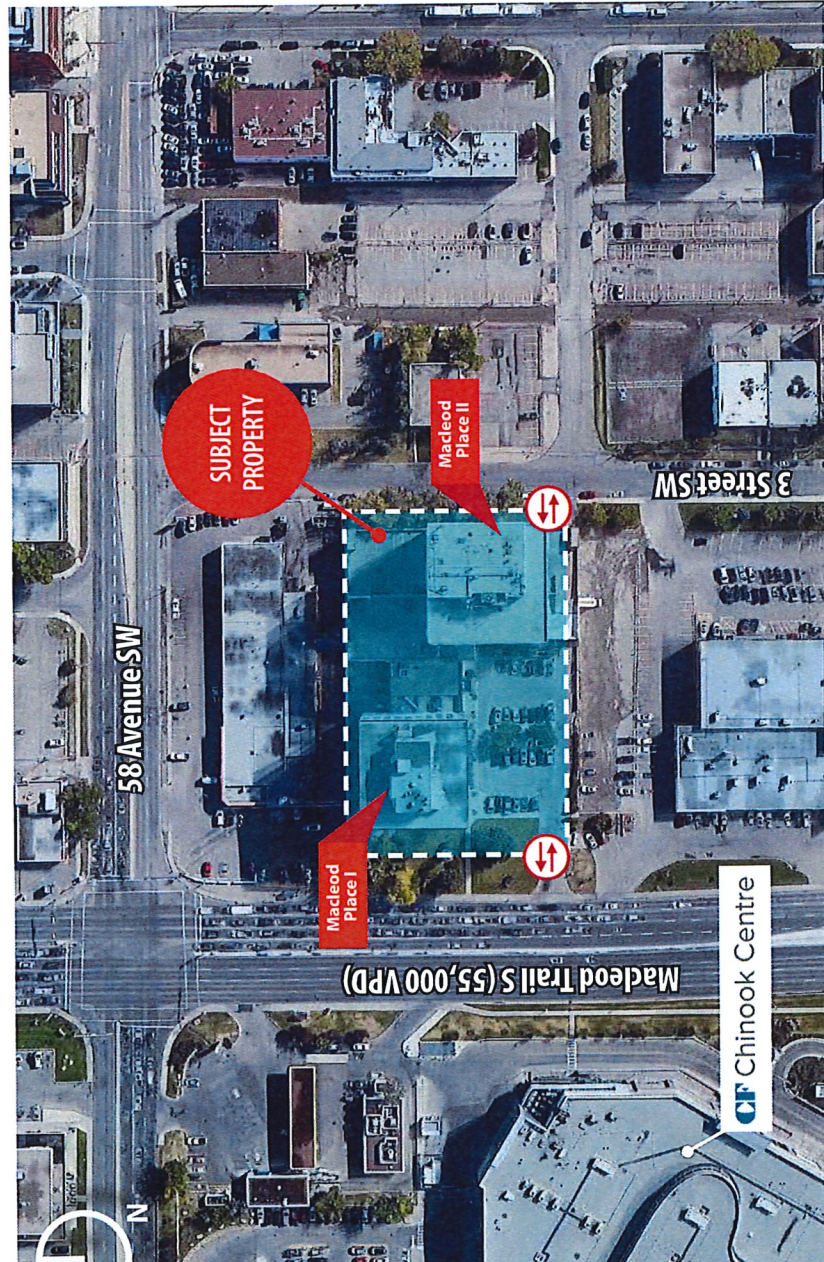 58 Avenue SW
SUBJECT
PROPERTY
Macleod
Place II
3 Street SW
Macleod
Place I
Macleod Trail S (55,000 VPD)
CF Chinook Centre
N